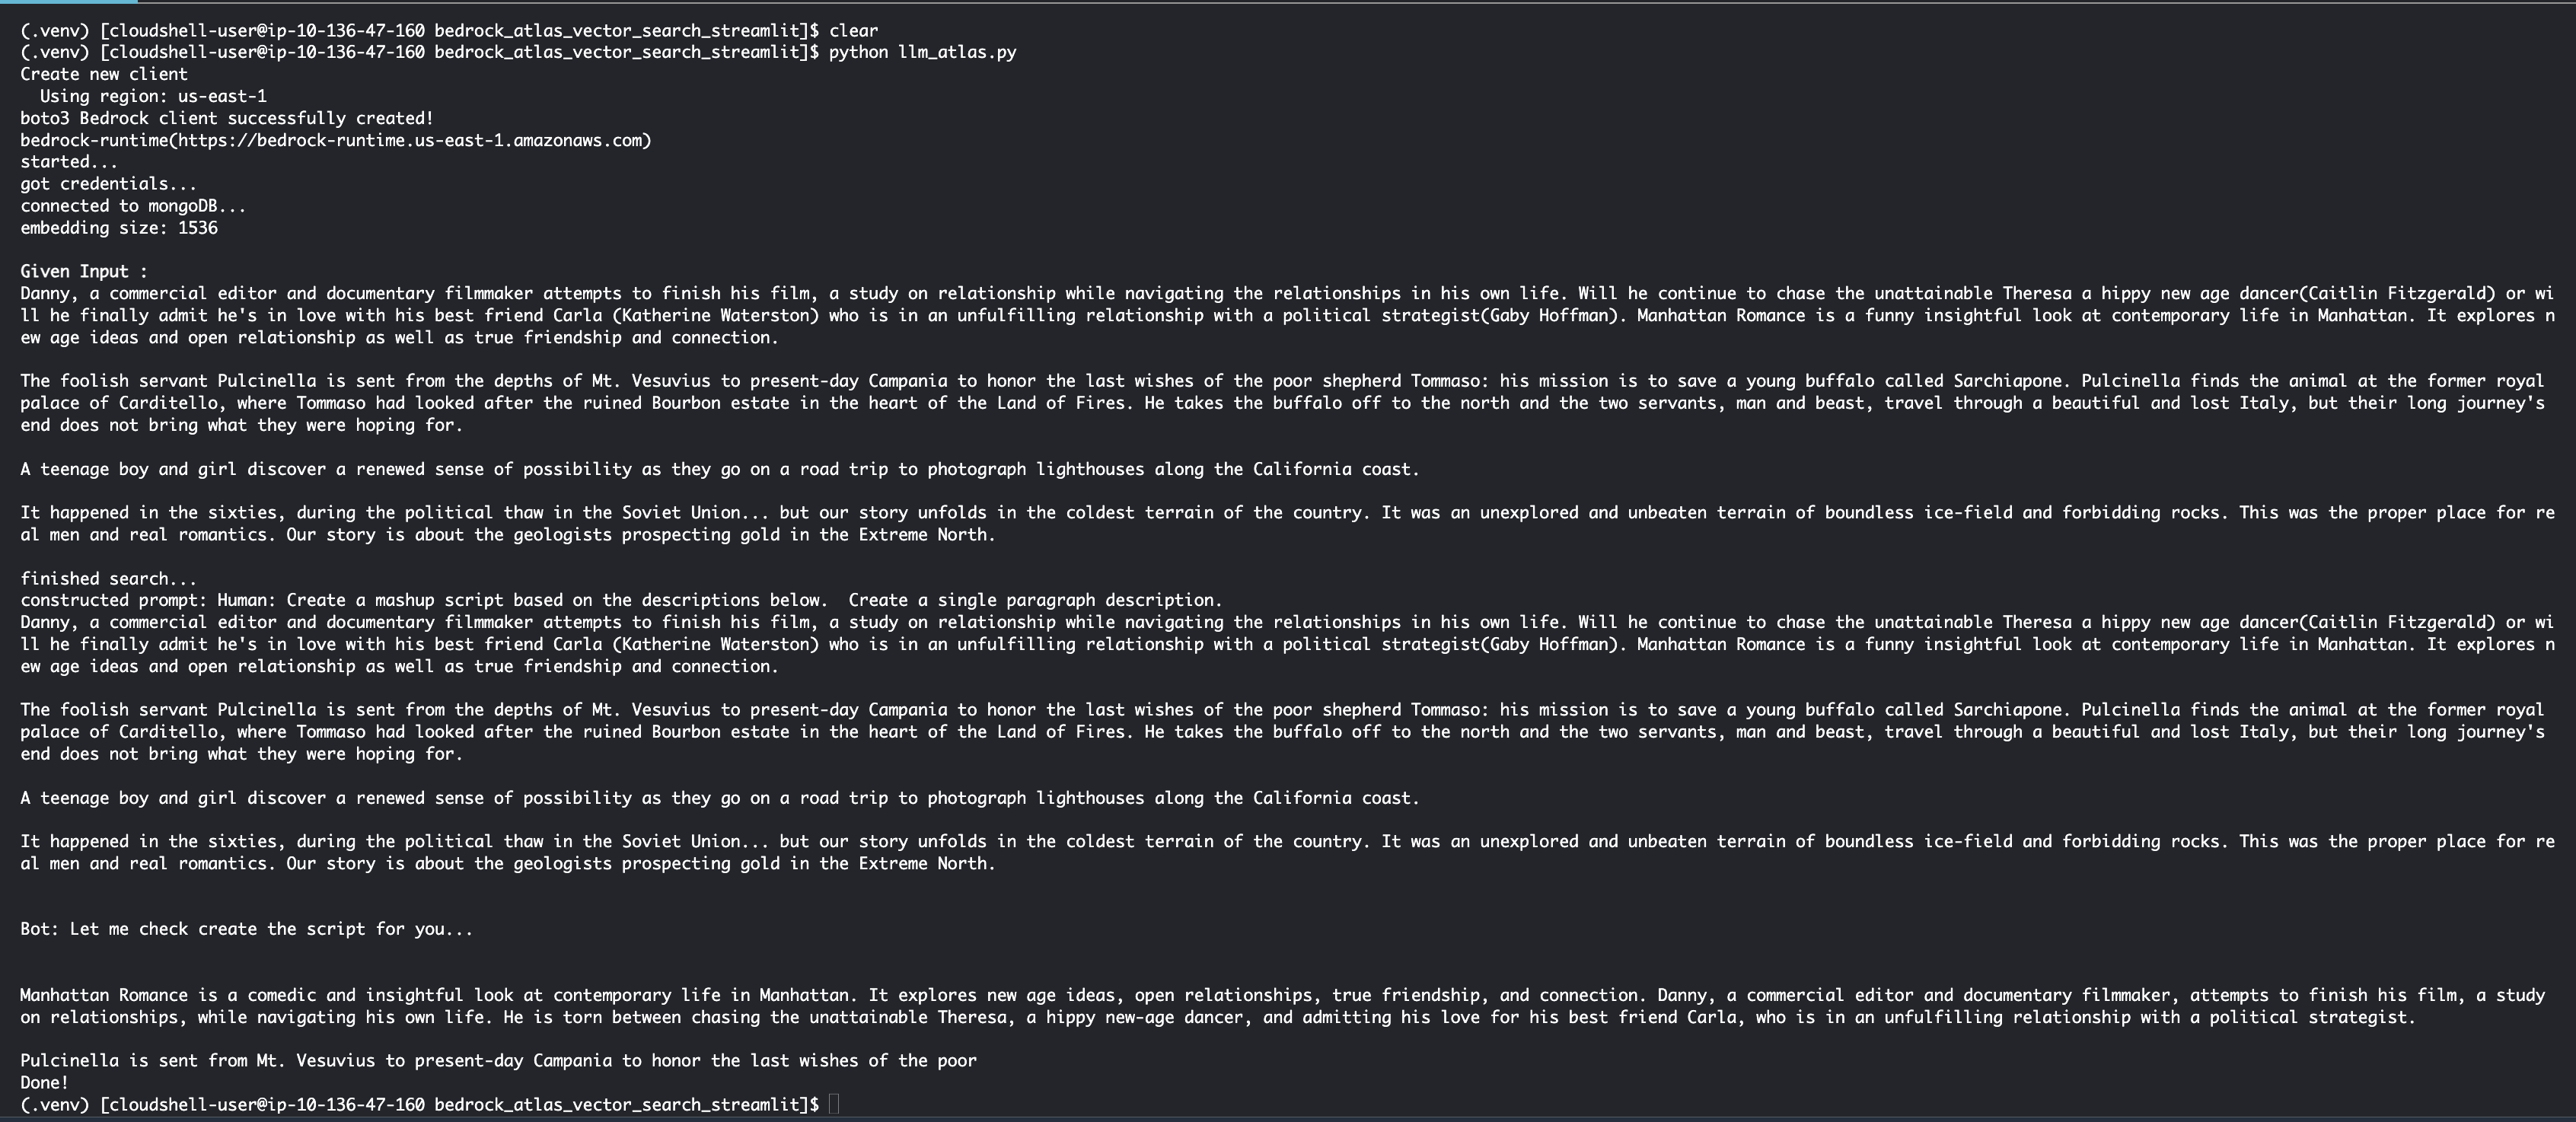 (.venv) [cloudshell-user@ip-10-136-47-160 bedrock_atlas_vector_search_streamlit]$ clear
(.venv) [cloudshell-user@ip-10-136-47-160 bedrock_atlas_vector_search_streamlit]$ python llm_atlas.py
Create new client
  Using region: us-east-1
boto3 Bedrock client successfully created!
bedrock-runtime(https://bedrock-runtime.us-east-1.amazonaws.com)
started...
got credentials...
connected to mongoDB...
embedding size: 1536

Given Input :
Danny, a commercial editor and documentary filmmaker attempts to finish his film, a study on relationship while navigating the relationships in his own life. Will he continue to chase the unattainable Theresa a hippy new age dancer(Caitlin Fitzgerald) or wi
ll he finally admit he's in love with his best friend Carla (Katherine Waterston) who is in an unfulfilling relationship with a political strategist(Gaby Hoffman). Manhattan Romance is a funny insightful look at contemporary life in Manhattan. It explores n
ew age ideas and open relationship as well as true friendship and connection.

The foolish servant Pulcinella is sent from the depths of Mt. Vesuvius to present-day Campania to honor the last wishes of the poor shepherd Tommaso: his mission is to save a young buffalo called Sarchiapone. Pulcinella finds the animal at the former royal
palace of Carditello, where Tommaso had looked after the ruined Bourbon estate in the heart of the Land of Fires. He takes the buffalo off to the north and the two servants, man and beast, travel through a beautiful and lost Italy, but their long journey's
end does not bring what they were hoping for.

A teenage boy and girl discover a renewed sense of possibility as they go on a road trip to photograph lighthouses along the California coast.

It happened in the sixties, during the political thaw in the Soviet Union... but our story unfolds in the coldest terrain of the country. It was an unexplored and unbeaten terrain of boundless ice-field and forbidding rocks. This was the proper place for re
al men and real romantics. Our story is about the geologists prospecting gold in the Extreme North.

finished search...
constructed prompt: Human: Create a mashup script based on the descriptions below.  Create a single paragraph description.
Danny, a commercial editor and documentary filmmaker attempts to finish his film, a study on relationship while navigating the relationships in his own life. Will he continue to chase the unattainable Theresa a hippy new age dancer(Caitlin Fitzgerald) or wi
ll he finally admit he's in love with his best friend Carla (Katherine Waterston) who is in an unfulfilling relationship with a political strategist(Gaby Hoffman). Manhattan Romance is a funny insightful look at contemporary life in Manhattan. It explores n
ew age ideas and open relationship as well as true friendship and connection.

The foolish servant Pulcinella is sent from the depths of Mt. Vesuvius to present-day Campania to honor the last wishes of the poor shepherd Tommaso: his mission is to save a young buffalo called Sarchiapone. Pulcinella finds the animal at the former royal
palace of Carditello, where Tommaso had looked after the ruined Bourbon estate in the heart of the Land of Fires. He takes the buffalo off to the north and the two servants, man and beast, travel through a beautiful and lost Italy, but their long journey's
end does not bring what they were hoping for.

A teenage boy and girl discover a renewed sense of possibility as they go on a road trip to photograph lighthouses along the California coast.

It happened in the sixties, during the political thaw in the Soviet Union... but our story unfolds in the coldest terrain of the country. It was an unexplored and unbeaten terrain of boundless ice-field and forbidding rocks. This was the proper place for re
al men and real romantics. Our story is about the geologists prospecting gold in the Extreme North.

Bot: Let me check create the script for you...

Manhattan Romance is a comedic and insightful look at contemporary life in Manhattan. It explores new age ideas, open relationships, true friendship, and connection. Danny, a commercial editor and documentary filmmaker, attempts to finish his film, a study
on relationships, while navigating his own life. He is torn between chasing the unattainable Theresa, a hippy new-age dancer, and admitting his love for his best friend Carla, who is in an unfulfilling relationship with a political strategist.

Pulcinella is sent from Mt. Vesuvius to present-day Campania to honor the last wishes of the poor
Done!
(.venv) [cloudshell-user@ip-10-136-47-160 bedrock_atlas_vector_search_streamlit]$